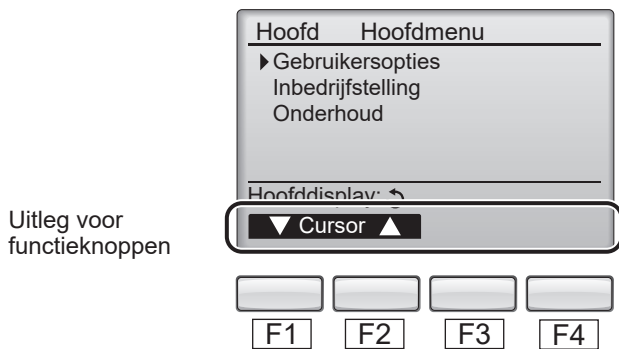 Hoofd Hoofdmenu
Gebruikersopties
Inbedrijfstelling
Onderhoud
Hoofddisplay:
Uitleg voor
functieknoppen
▼ Cursor ▲
F1 F2 F3 F4